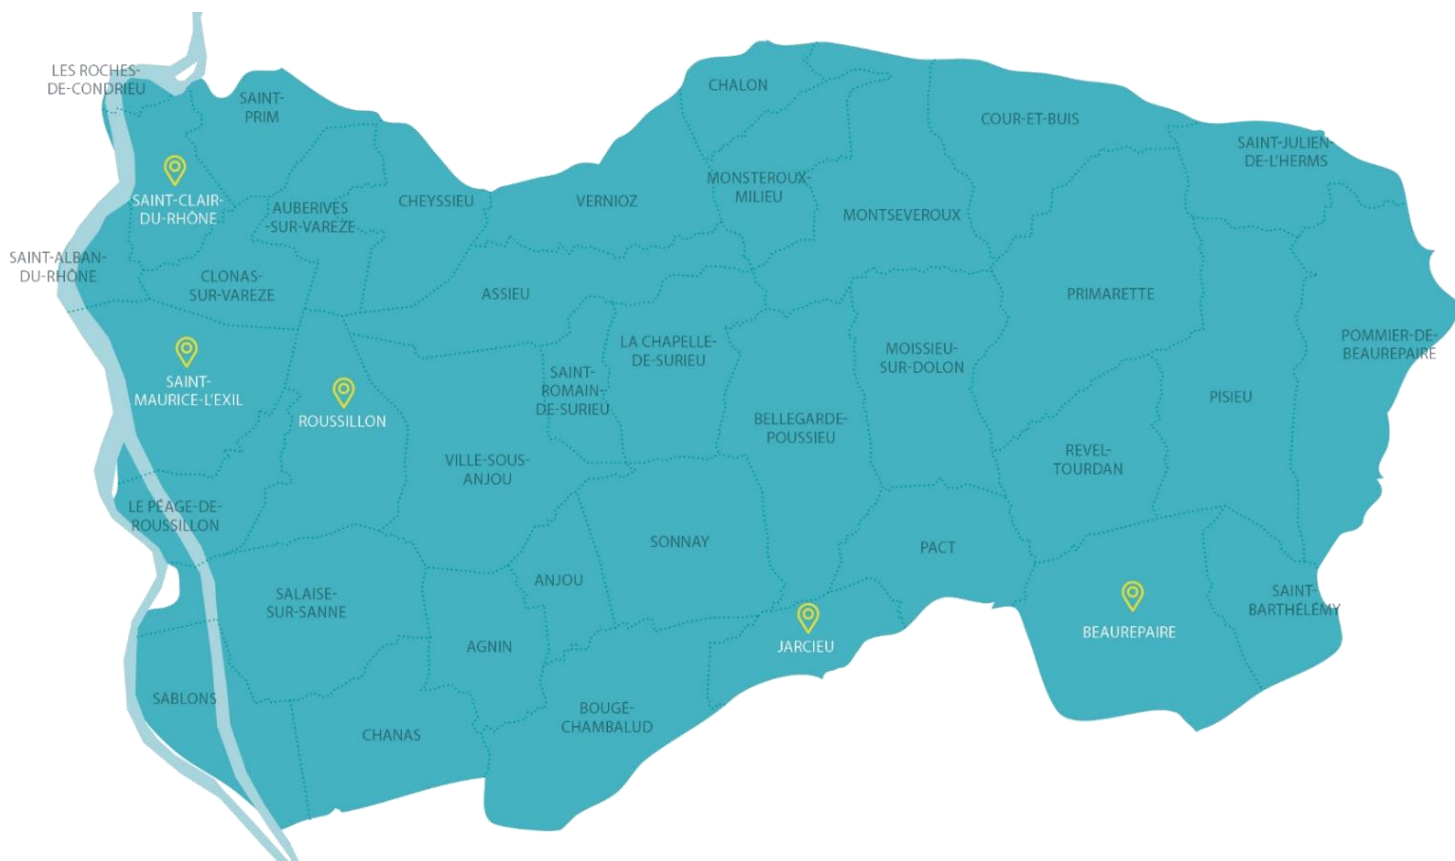 LES ROCHES-
DE-CONDRIEU
SAINT-
PRIM
CHALON
COUR-ET-BUIS
SAINT-JULIEN-
DE-L'HERMS
SAINT-CLAIR-
DU-RHÔNE
AUBERIVES
-SUR-VAREZE
CHEYSSIEU
VERNIOZ
MONSTEROUX-
MILIEU
MONTSEVEROUX
SAINT-ALBAN-
DU-RHÔNE
CLONAS-
SUR-VAREZE
ASSIEU
PRIMARETTE
LA CHAPELLE-
DE-SURIEU
MOISSIEU-
SUR-DOLON
POMMIER-DE-
BEAUREPAIRE
SAINT-
MAURICE-L'EXIL
ROUSSILLON
SAINT-
ROMAIN-
DE-SURIEU
BELLEGARDE-
POUSSIEU
PISIEU
VILLE-SOUS-
ANJOU
REVEL-
TOURDAN
LE PÉAGE-DE-
ROUSSILLON
SONNAY
PACT
SALAISE-
SUR-SANNE
ANJOU
SAINT-
BARTHÉLÉMY
AGNIN
JARCIEU
BEAUREPAIRE
SABLONS
CHANAS
BOUGÉ-
CHAMBALUD